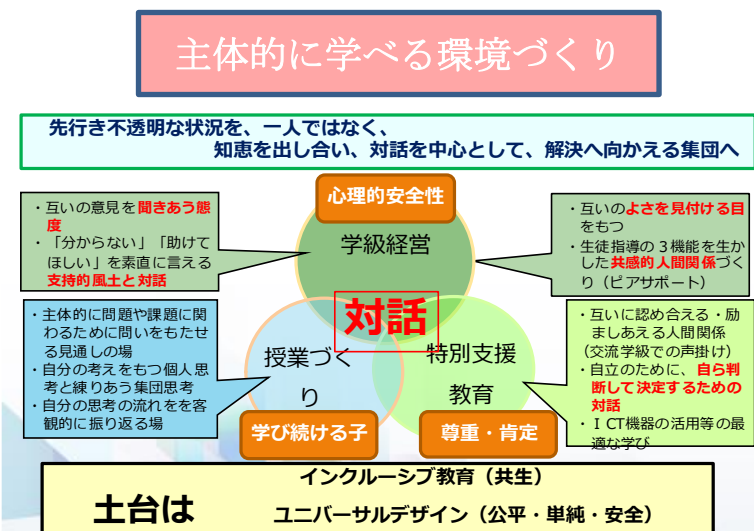 主体的に学べる環境づくり
先行き不透明な状況を、一人ではなく、
知恵を出し合い、対話を中心として、解決へ向かえる集団へ
心理的安全性
・互いの意見を聞きあう態
度
・「分からない」「助けて
ほしい」を素直に言える
支持的風土と対話
学級経営
・互いのよさを見付ける目
をもつ
・生徒指導の3機能を生か
した共感的人間関係づく
り（ピアサポート）
対話
・主体的に問題や課題に関
わるために問いをもたせ
る見通しの場
・自分の考えをもつ個人思
考と練りあう集団思考
・自分の思考の流れをを客
観的に振り返る場
授業づく
り
特別支援
教育
・互いに認め合える・励
ましあえる人間関係
（交流学級での声掛け）
・自立のために、自ら判
断して決定するための
対話
・ＩCT機器の活用等の最
適な学び
学び続ける子
尊重・肯定
土台は
インクルーシブ教育（共生）
ユニバーサルデザイン（公平・単純・安全）